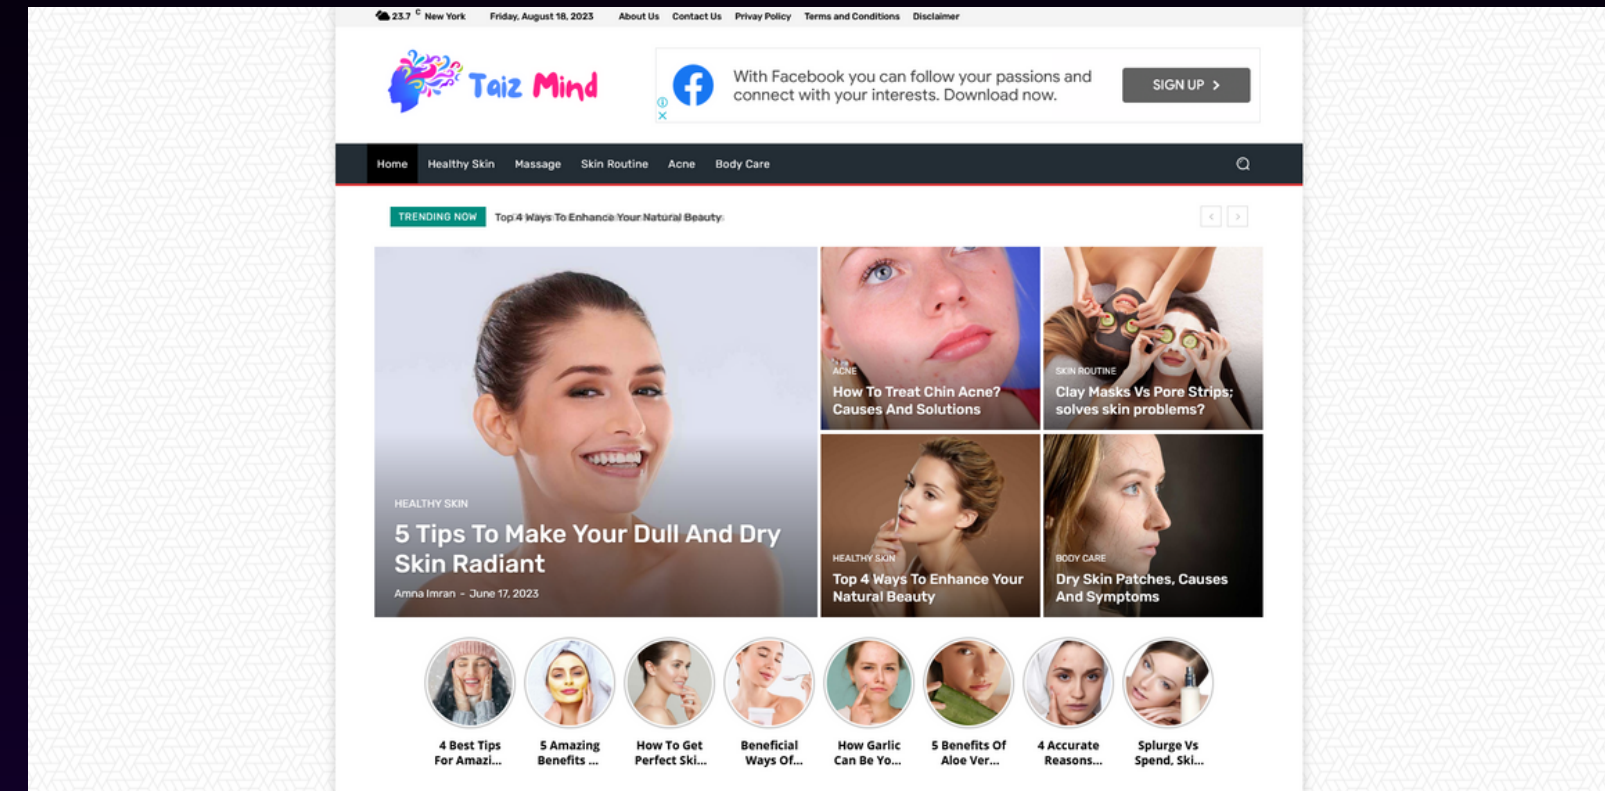 23.7 C New York Friday, August 18, 2023 About Us Contact Us Privay Policy Terms and Conditions Disclaimer
Taiz Mind
With Facebook you can follow your passions and
connect with your interests. Download now.
SIGN UP >
Home Healthy Skin Massage Skin Routine Acne Body Care
TRENDING NOW Top 4 Ways To Enhance Your Natural Beauty
HEALTHY SKIN
5 Tips To Make Your Dull And Dry
Skin Radiant
Amna Imran - June 17, 2023
ACNE
How To Treat Chin Acne?
Causes And Solutions
SKIN ROUTINE
Clay Masks Vs Pore Strips;
solves skin problems?
HEALTHY SKIN
Top 4 Ways To Enhance Your
Natural Beauty
BODY CARE
Dry Skin Patches, Causes
And Symptoms
4 Best Tips
For Amazi...
5 Amazing
Benefits ...
How To Get
Perfect Ski...
Beneficial
Ways Of...
How Garlic
Can Be Yo...
5 Benefits Of
Aloe Ver...
4 Accurate
Reasons...
Splurge Vs
Spend, Ski...